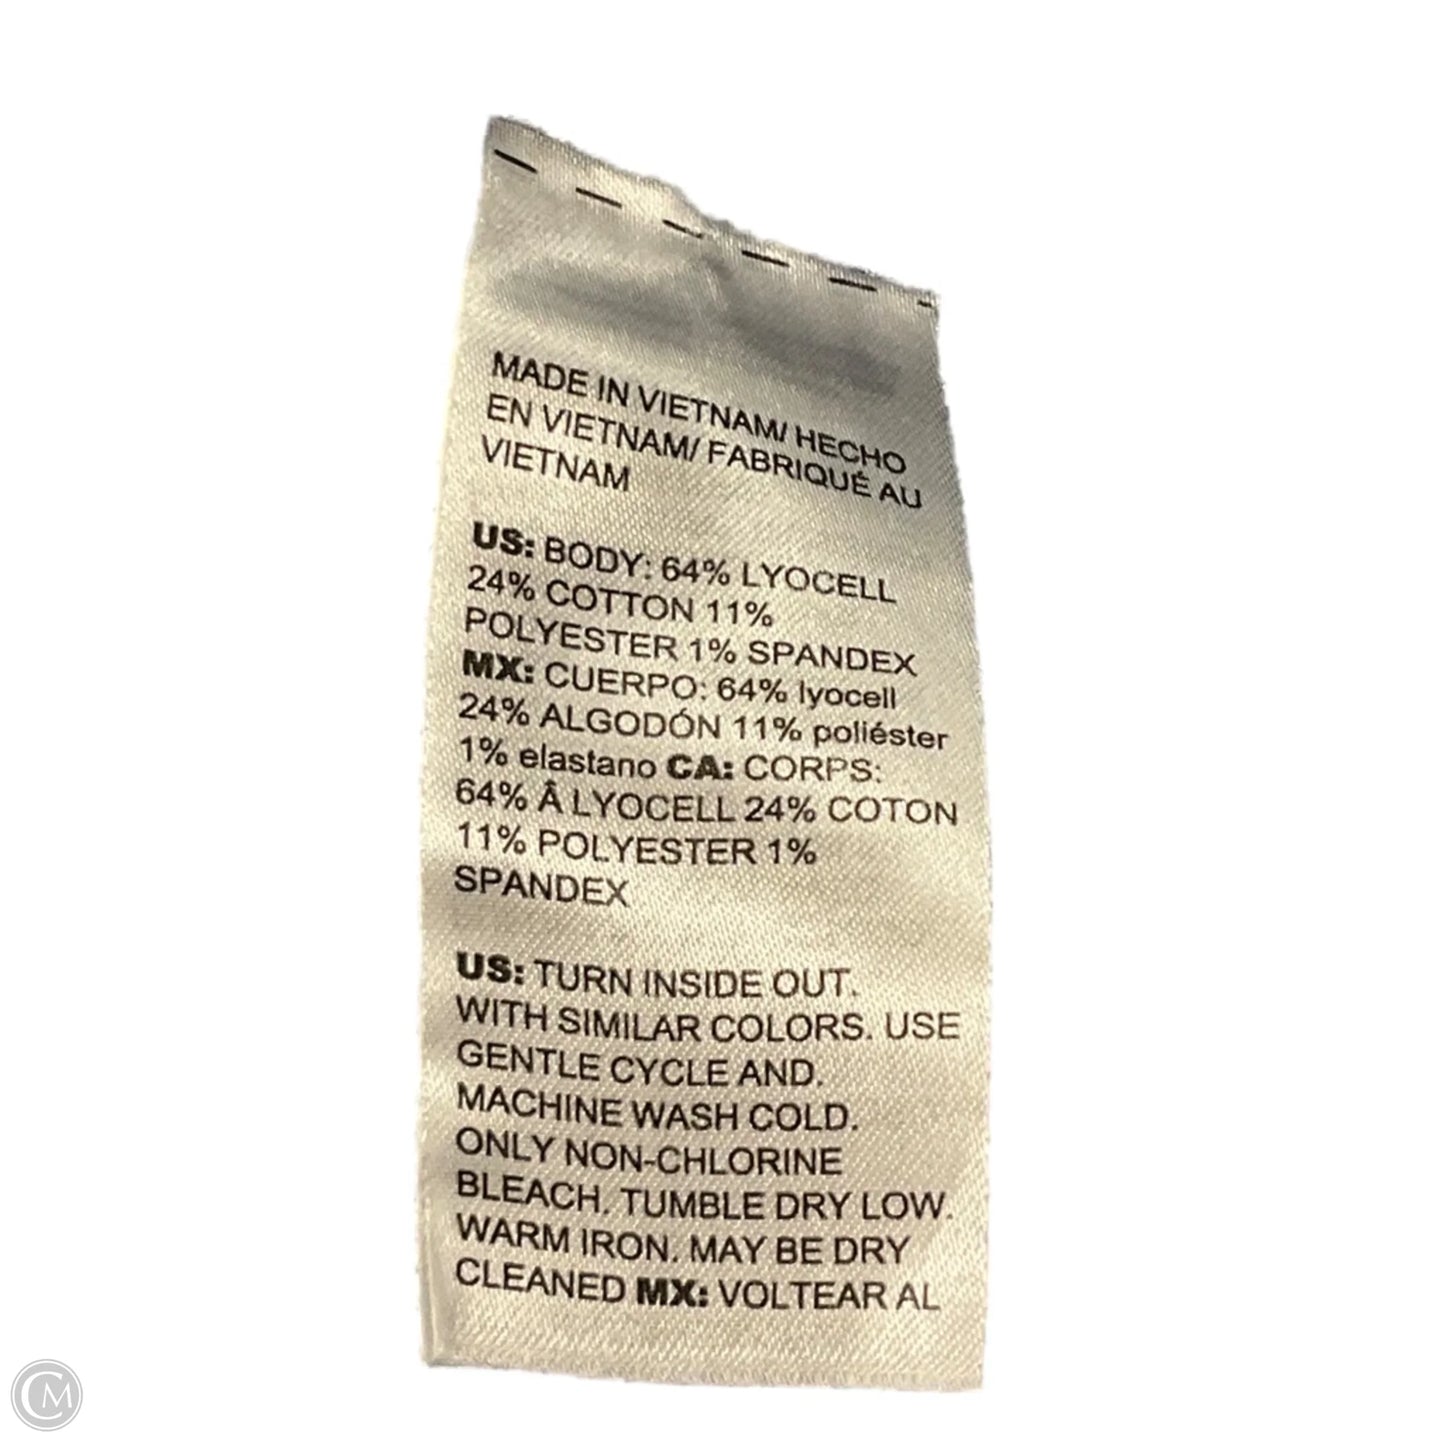 MADE IN VIETNAM/ HECHO
EN VIETNAM/ FABRIQUÉ AU
VIETNAM
US: BODY: 64% LYOCELL
24% COTTON 11%
POLYESTER 1% SPANDEX
MX: CUERPO: 64% lyocell
24% ALGODÓN 11% poliéster
1% elastano CA: CORPS:
64% Â LYOCELL 24% COTON
11% POLYESTER 1%
SPANDEX
US: TURN INSIDE OUT.
WITH SIMILAR COLORS. USE
GENTLE CYCLE AND.
MACHINE WASH COLD.
ONLY NON-CHLORINE
BLEACH. TUMBLE DRY LOW.
WARM IRON. MAY BE DRY
CLEANED MX: VOLTEAR AL
CM